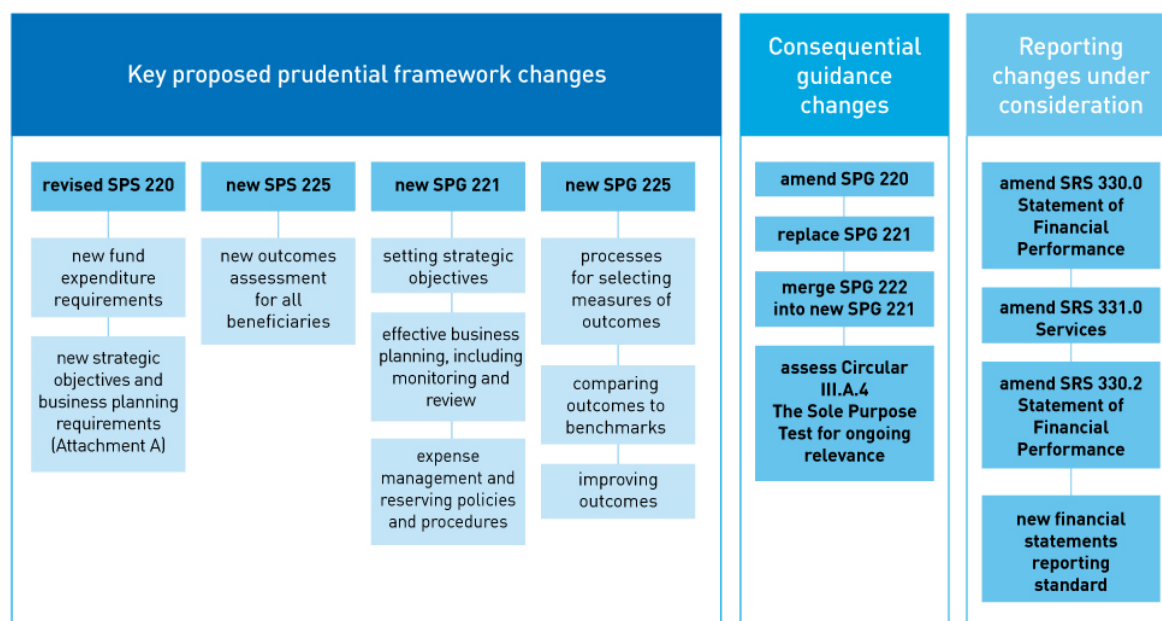 Key proposed prudential framework changes
revised SPS 220
new fund
expenditure
requirements
new strategic
objectives and
business planning
requirements
(Attachment A)
new SPS 225
new outcomes
assessment
for all
beneficiaries
new SPG 221
setting strategic
objectives
effective business
planning, including
monitoring and
review
expense
management and
reserving policies
and procedures
new SPG 225
processes
for selecting
measures of
outcomes
comparing
outcomes to
benchmarks
improving
outcomes
Consequential
guidance
changes
amend SPG 220
replace SPG 221
merge SPG 222
into new SPG 221
assess Circular
III.A.4
The Sole Purpose
Test for ongoing
relevance
Reporting
changes under
consideration
amend SRS 330.0
Statement of
Financial
Performance
amend SRS 331.0
Services
amend SRS 330.2
Statement of
Financial
Performance
new financial
statements
reporting
standard